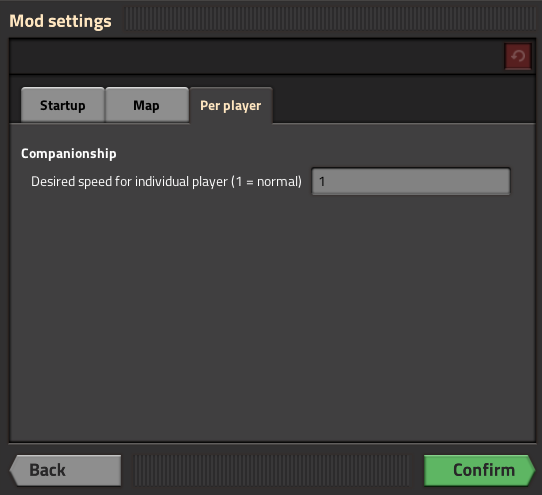 Mod settings
Startup Map Per player
Companionship
Desired speed for individual player (1 = normal) 1
Back Confirm